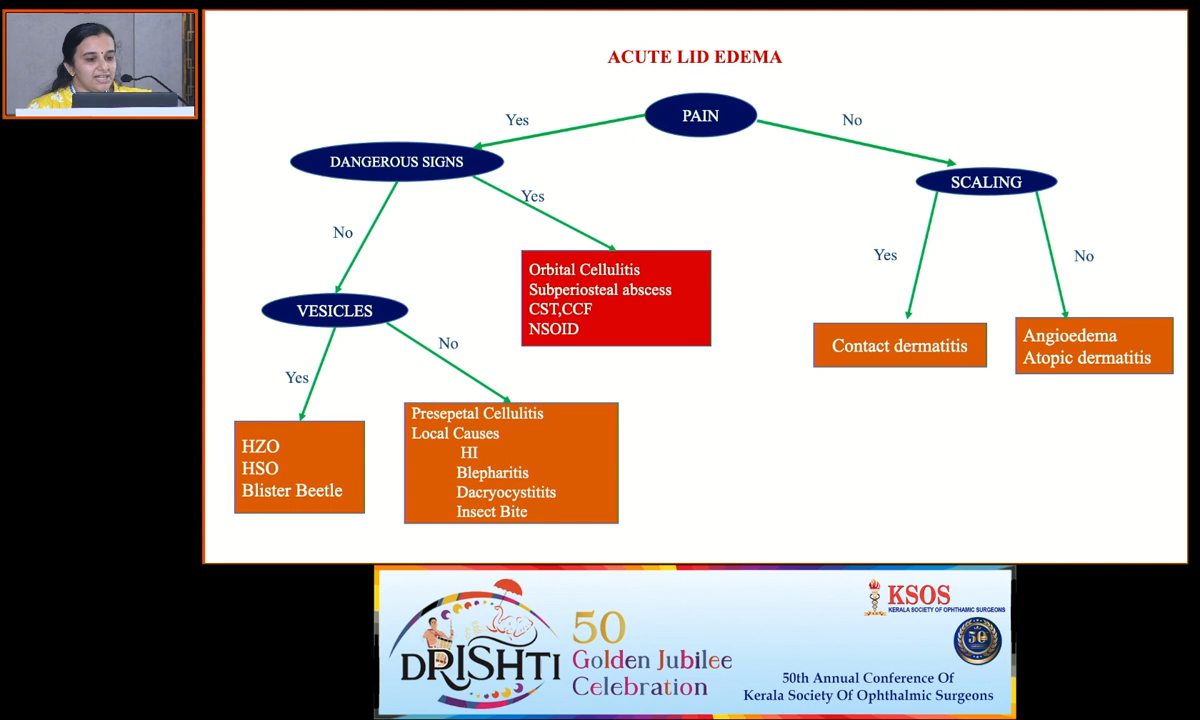 ACUTE LID EDEMA
PAIN
Yes
No
DANGEROUS SIGNS
SCALING
No
Yes
Yes
No
VESICLES
Orbital Cellulitis
Subperiosteal abscess
CST,CCF
NSOID
Contact dermatitis
Angioedema
Atopic dermatitis
Yes
No
HZO
HSO
Blister Beetle
Presepetal Cellulitis
Local Causes
HI
Blepharitis
Dacryocystitits
Insect Bite
DRISHTI
50
Golden Jubilee
Celebration
KSOS
KERALA SOCIETY OF OPHTHAMIC SURGEONS
50
50th Annual Conference Of
Kerala Society Of Ophthalmic Surgeons